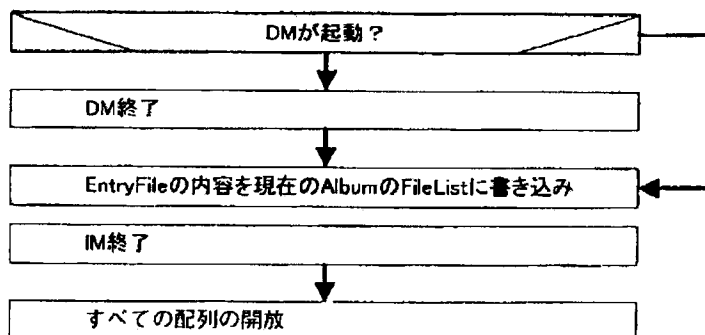 DMが起動？
DM終了
EntryFileの内容を現在のAlbumのFileListに書き込み
IM終了
すべての配列の開放